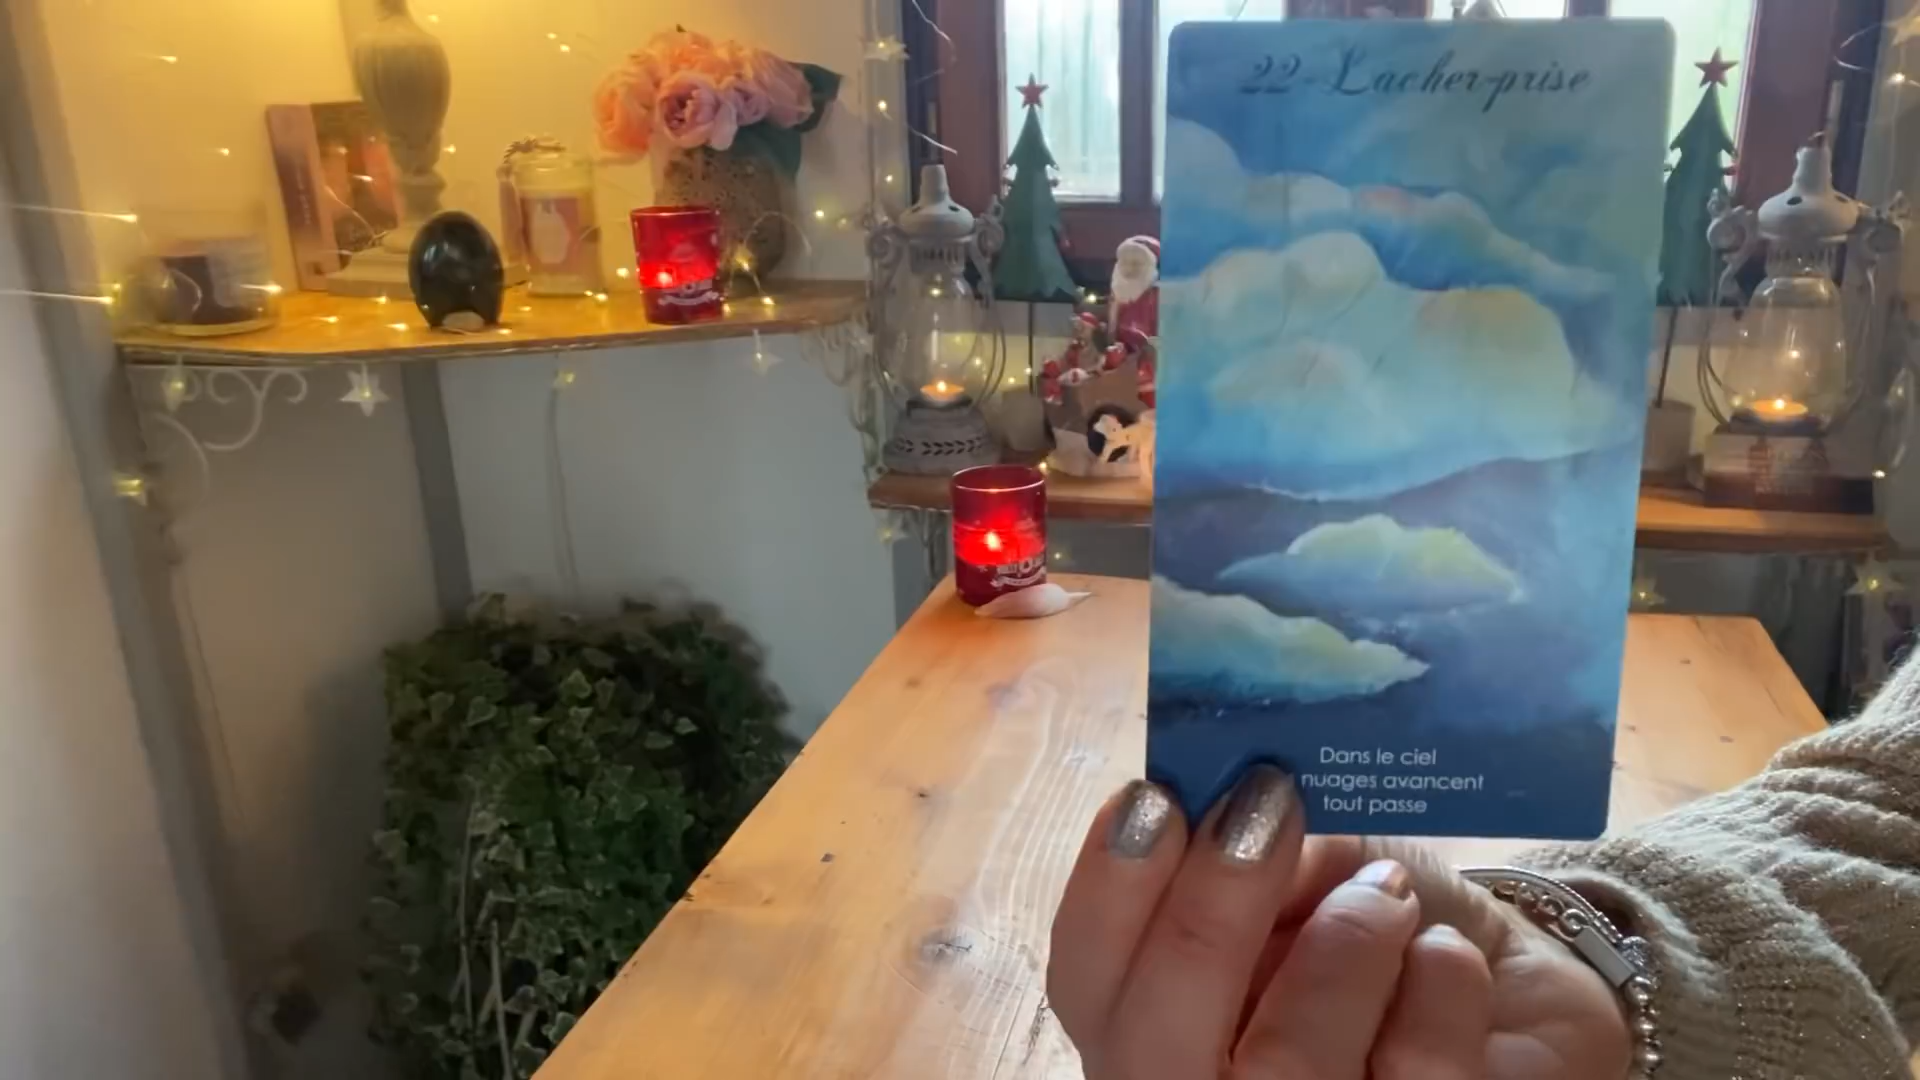 22-Lâcher-prise
Dans le ciel
nuages avancent
tout passe